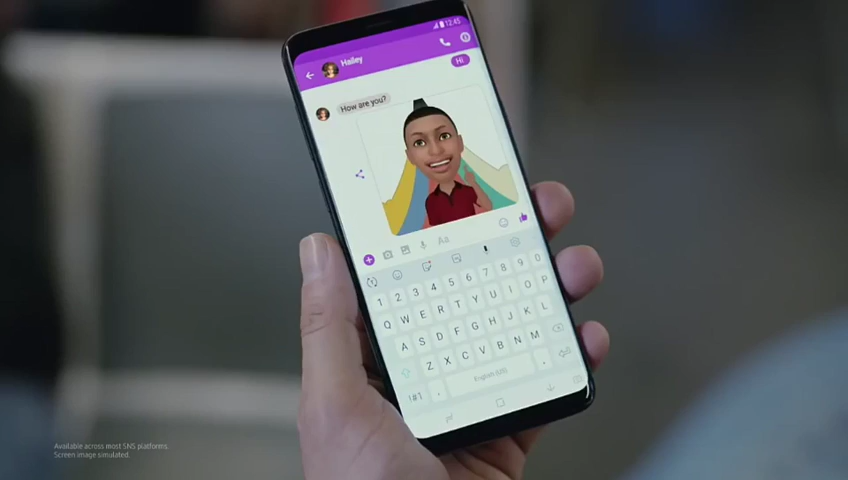 12:45
Hailey
Hi
How are you?
Aa
1 2 3 4 5 6 7 8 9 0
Q W E R T Y U I O P
A S D F G H J K L
Z X C V B N M
!#1 , English (US) .
Available across most SNS platforms.
Screen image simulated.